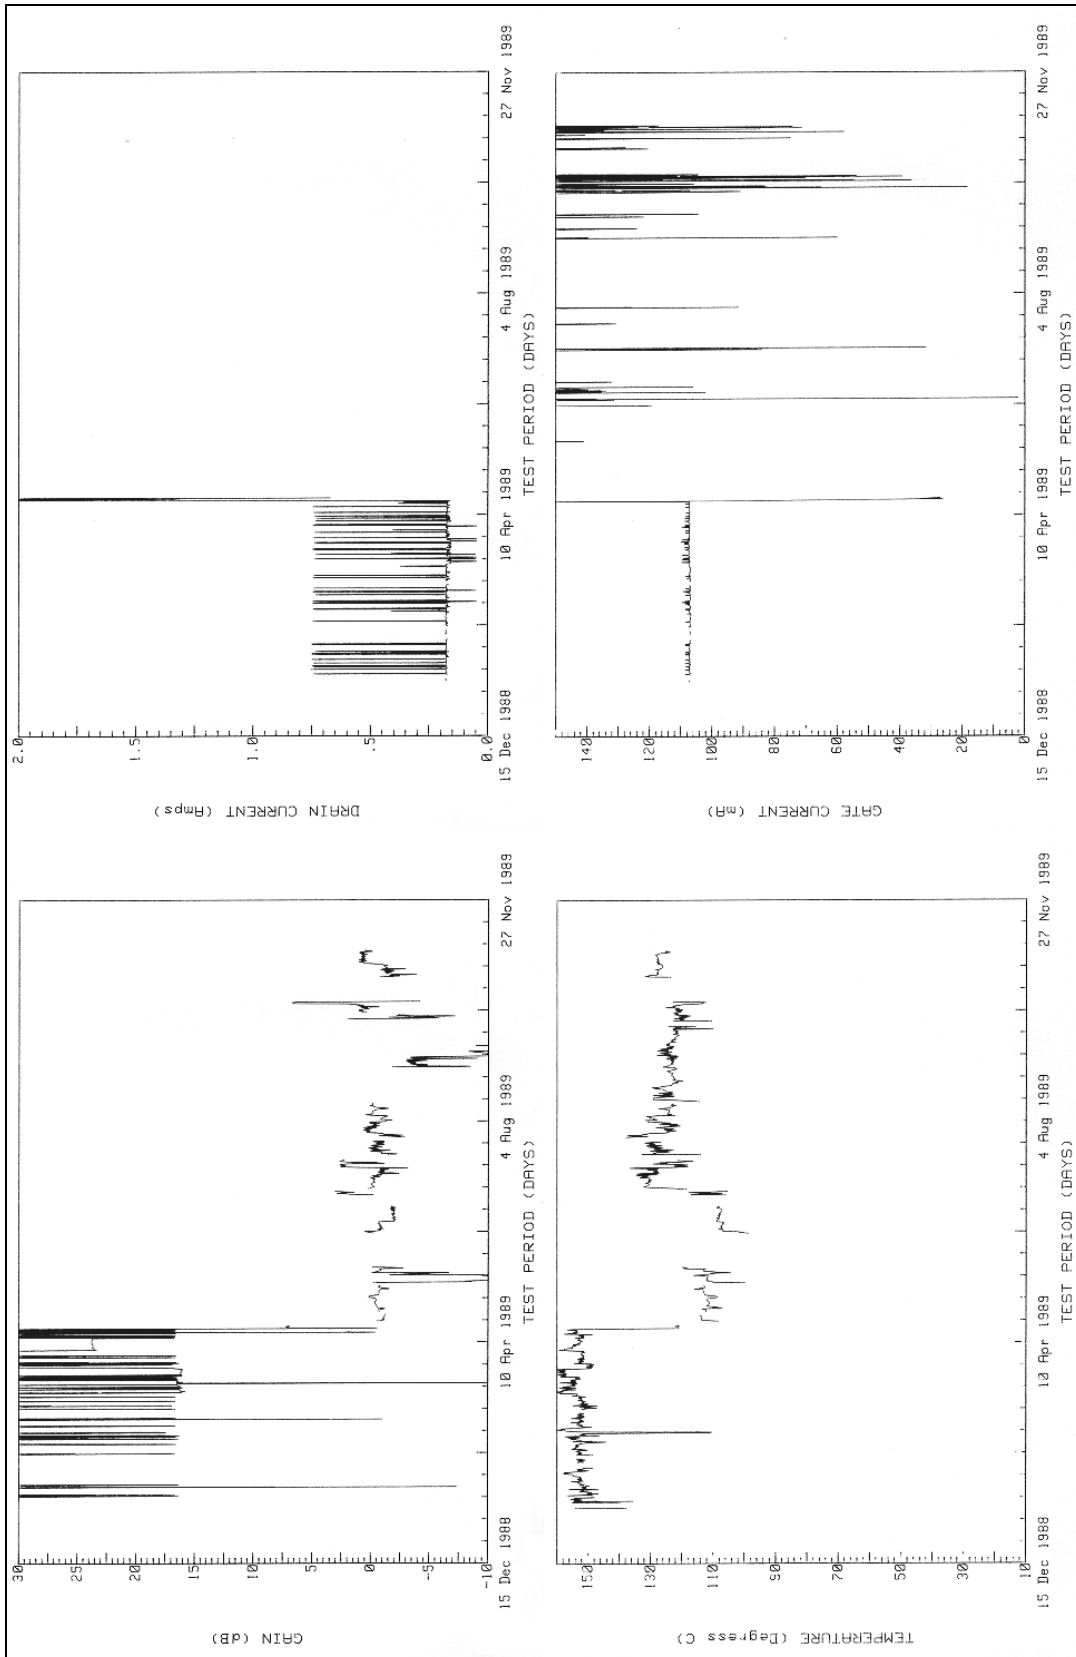 GAIN (dB)
30
25
20
15
10
5
0
-5
-10
15 Dec 1988 10 Apr 1989 4 Aug 1989 27 Nov 1989
TEST PERIOD (DAYS)
DRAIN CURRENT (Amps)
2.0
1.5
1.0
.5
0.0
15 Dec 1988 10 Apr 1989 4 Aug 1989 27 Nov 1989
TEST PERIOD (DAYS)
TEMPERATURE (Degress C)
150
130
110
90
70
50
30
10
15 Dec 1988 10 Apr 1989 4 Aug 1989 27 Nov 1989
TEST PERIOD (DAYS)
GATE CURRENT (mA)
140
120
100
80
60
40
20
0
15 Dec 1988 10 Apr 1989 4 Aug 1989 27 Nov 1989
TEST PERIOD (DAYS)